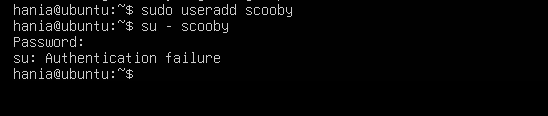 hania@ubuntu:~$ sudo useradd scooby
hania@ubuntu:~$ su - scooby
Password:
su: Authentication failure
hania@ubuntu:~$